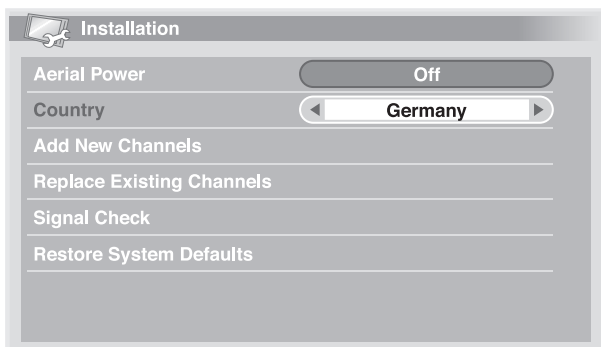 Installation
Aerial Power Off
Country Germany
Add New Channels
Replace Existing Channels
Signal Check
Restore System Defaults